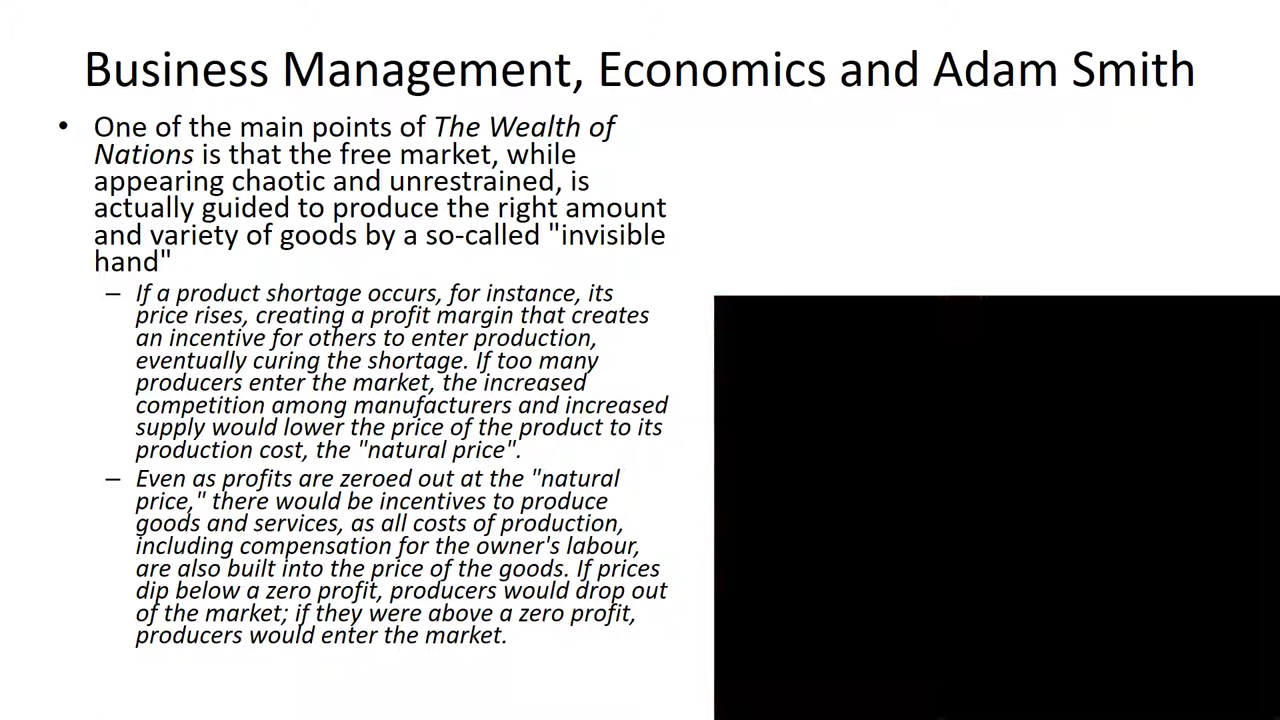 Business Management, Economics and Adam Smith
• One of the main points of The Wealth of
Nations is that the free market, while
appearing chaotic and unrestrained, is
actually guided to produce the right amount
and variety of goods by a so-called "invisible
hand"
– If a product shortage occurs, for instance, its
price rises, creating a profit margin that creates
an incentive for others to enter production,
eventually curing the shortage. If too many
producers enter the market, the increased
competition among manufacturers and increased
supply would lower the price of the product to its
production cost, the "natural price".
– Even as profits are zeroed out at the "natural
price," there would be incentives to produce
goods and services, as all costs of production,
including compensation for the owner's labour,
are also built into the price of the goods. If prices
dip below a zero profit, producers would drop out
of the market; if they were above a zero profit,
producers would enter the market.